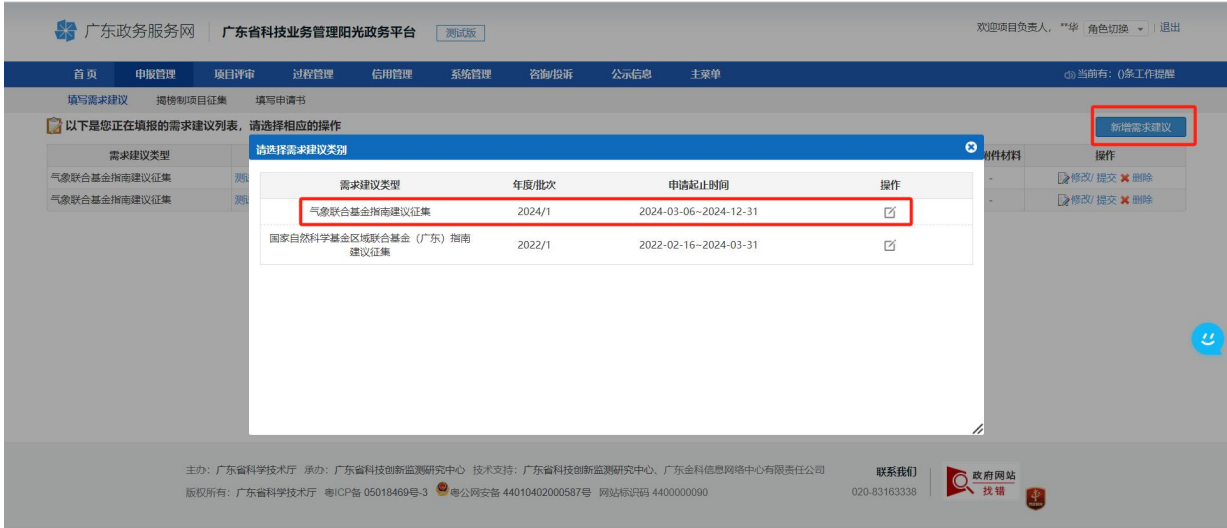 广东政务服务网 广东省科技业务管理阳光政务平台 测试版 欢迎项目负责人，**华 角色切换 退出
首页 申报管理 项目评审 过程管理 信用管理 系统管理 咨询/投诉 公示信息 主菜单 当前有：()条工作提醒
填写需求建议 揭榜制项目征集 填写申请书
以下是您正在填报的需求建议列表，请选择相应的操作 新增需求建议
请选择需求建议类别
需求建议类型 附件材料 操作
气象联合基金指南建议征集 测 - 修改/ 提交 删除
气象联合基金指南建议征集 测 - 修改/ 提交 删除
需求建议类型 年度/批次 申请起止时间 操作
气象联合基金指南建议征集 2024/1 2024-03-06~2024-12-31
国家自然科学基金区域联合基金（广东）指南
建议征集 2022/1 2022-02-16~2024-03-31
主办：广东省科学技术厅 承办：广东省科技创新监测研究中心 技术支持：广东省科技创新监测研究中心、广东金科信息网络中心有限责任公司
版权所有：广东省科学技术厅 粤ICP备 05018469号-3 粤公网安备 44010402000587号 网站标识码 4400000090
联系我们
020-83163338
政府网站
找错